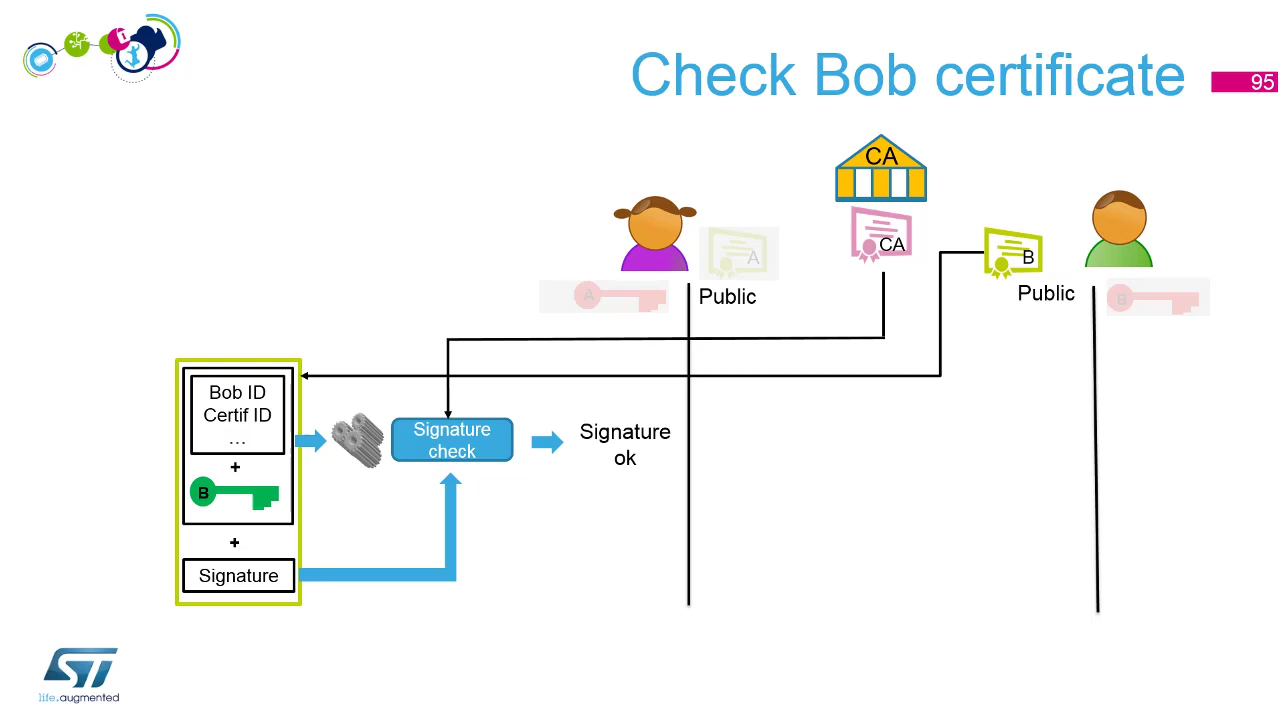 Check Bob certificate
95
CA
CA
A
B
A
Public
Public
B
Bob ID
Certif ID
...
+
B
+
Signature
Signature
check
Signature
ok
ST
life.augmented